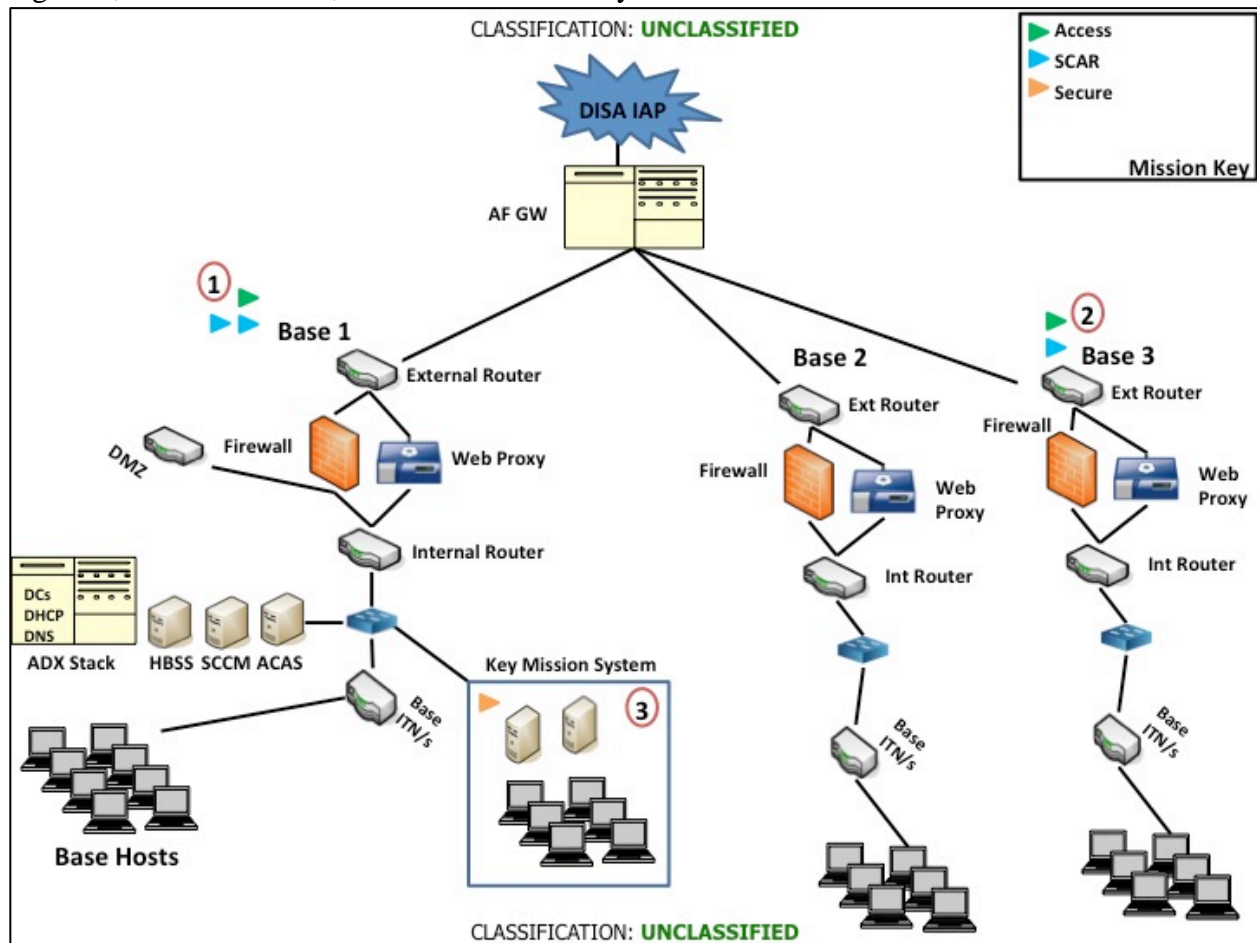 CLASSIFICATION: UNCLASSIFIED
Access
SCAR
Secure
Mission Key
DISA IAP
AF GW
1
Base 1
External Router
Firewall
Web Proxy
DMZ
Internal Router
DCs
DHCP
DNS
ADX Stack
HBSS
SCCM
ACAS
Base
ITN/s
Base Hosts
Key Mission System
3
Base 2
Ext Router
Firewall
Web
Proxy
Int Router
Base
ITN/s
2
Base 3
Ext Router
Firewall
Web
Proxy
Int Router
Base
ITN/s
CLASSIFICATION: UNCLASSIFIED